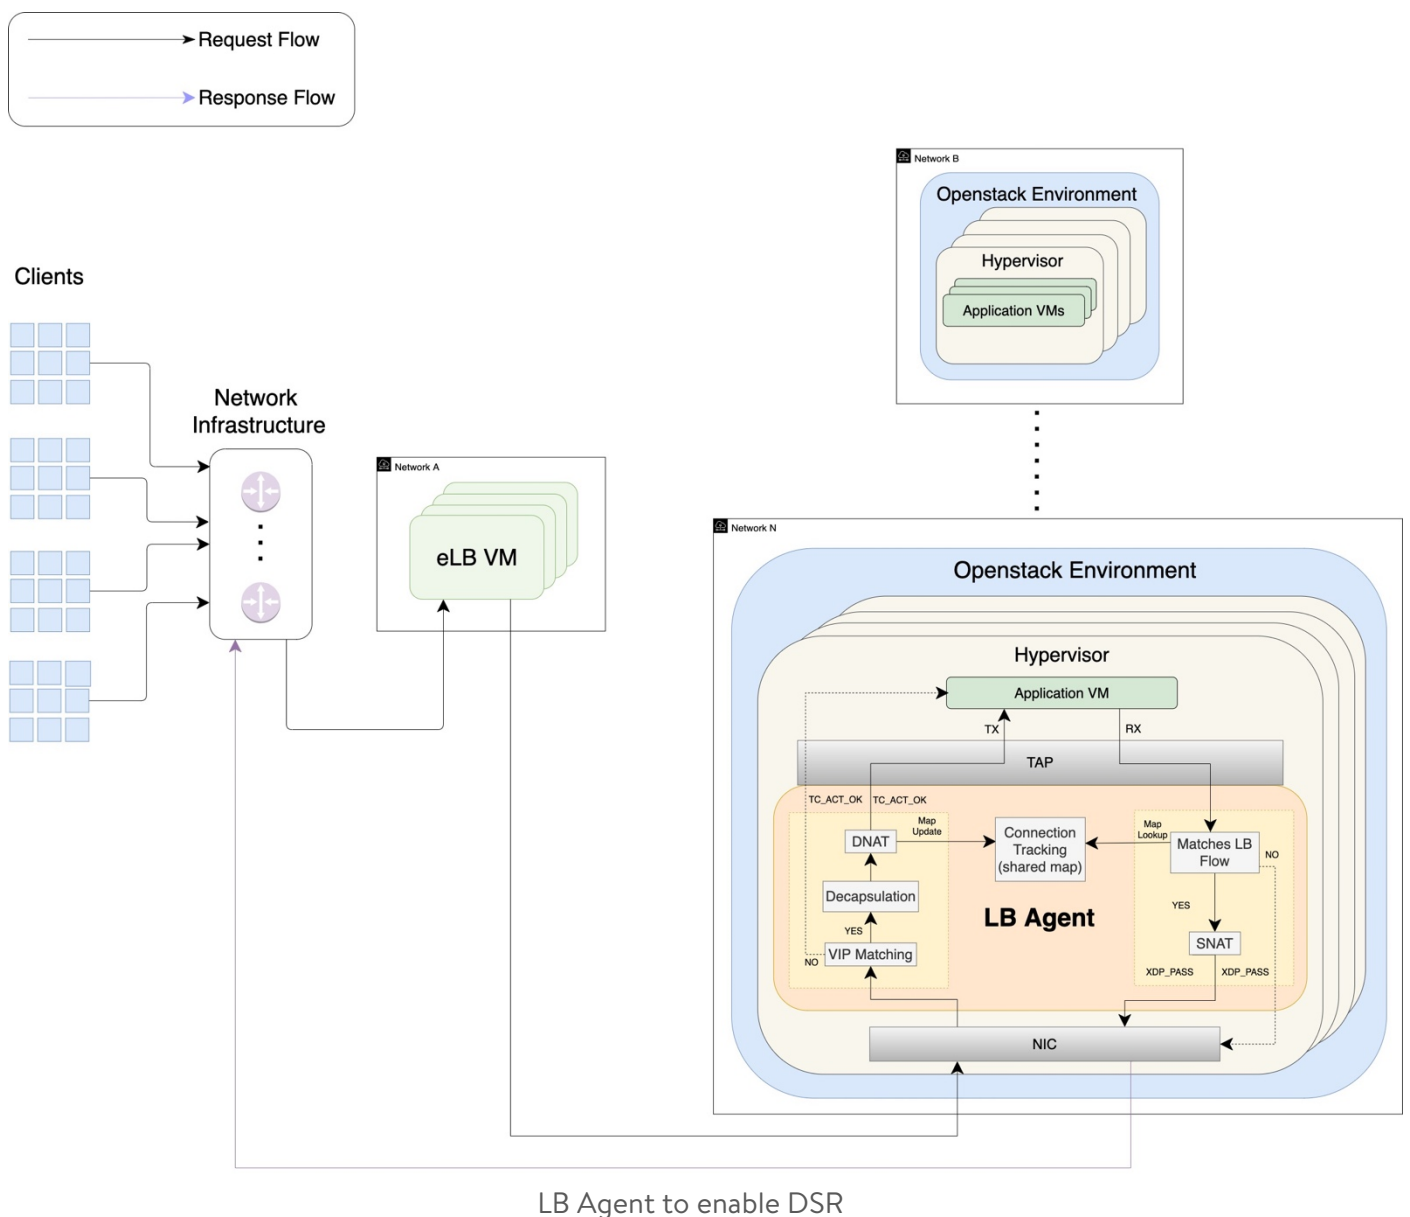 Request Flow
Response Flow
Network B
Openstack Environment
Hypervisor
Application VMs
Clients
Network
Infrastructure
Network A
eLB VM
Network N
Openstack Environment
Hypervisor
Application VM
TX
RX
TAP
TC_ACT_OK
TC_ACT_OK
Map
Update
DNAT
Connection
Tracking
(shared map)
Map
Lookup
Matches LB
Flow
NO
Decapsulation
YES
LB Agent
YES
VIP Matching
NO
SNAT
XDP_PASS
XDP_PASS
NIC
LB Agent to enable DSR